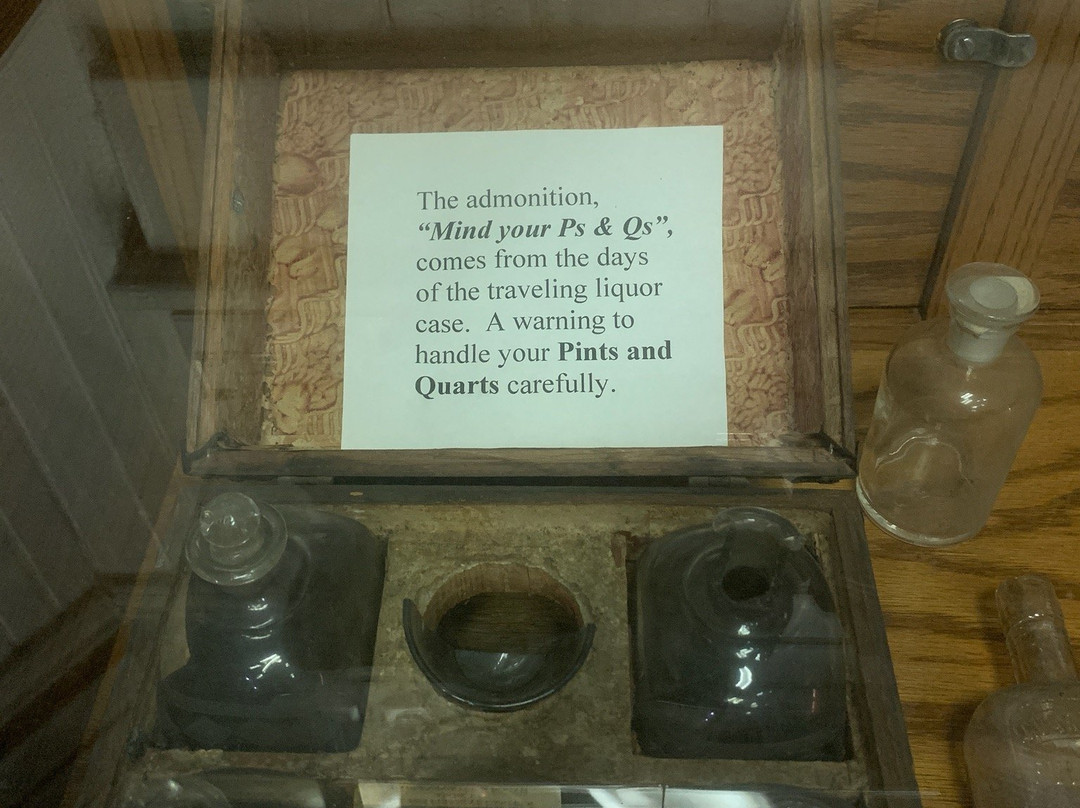 The admonition,
“Mind your Ps & Qs”,
comes from the days
of the traveling liquor
case.  A warning to
handle your Pints and
Quarts carefully.